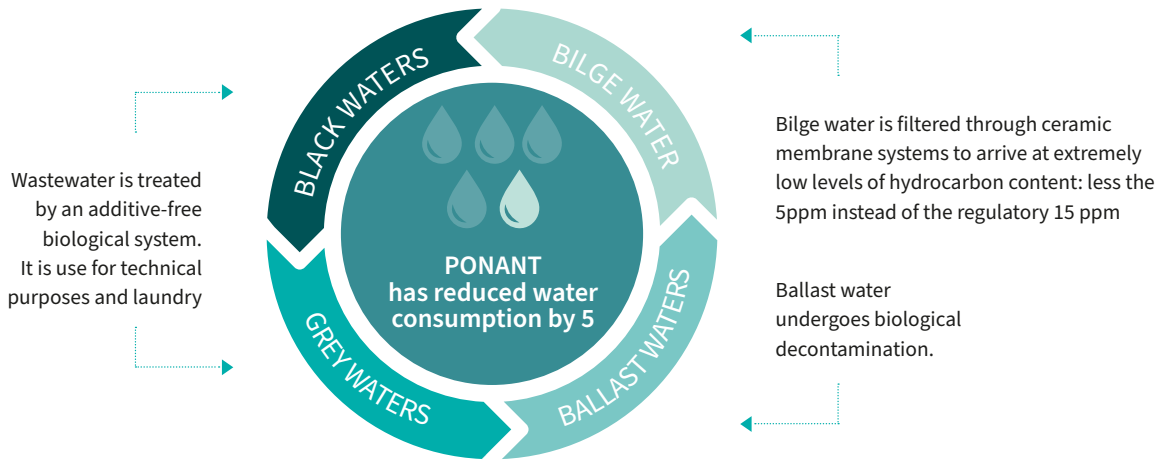 BLACK WATERS
BILGE WATER
Wastewater is treated
by an additive-free
biological system.
It is use for technical
purposes and laundry
PONANT
has reduced water
consumption by 5
Bilge water is filtered through ceramic
membrane systems to arrive at extremely
low levels of hydrocarbon content: less the
5ppm instead of the regulatory 15 ppm
Ballast water
undergoes biological
decontamination.
GREY WATERS
BALLAST WATERS